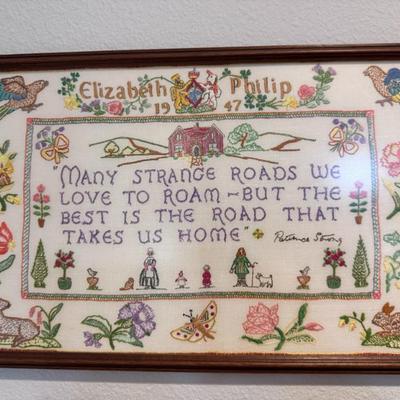 Elizabeth Philip
19 47
"MANY STRANGE ROADS WE
LOVE TO ROAM - BUT THE
BEST IS THE ROAD THAT
TAKES US HOME"
Patience Strong